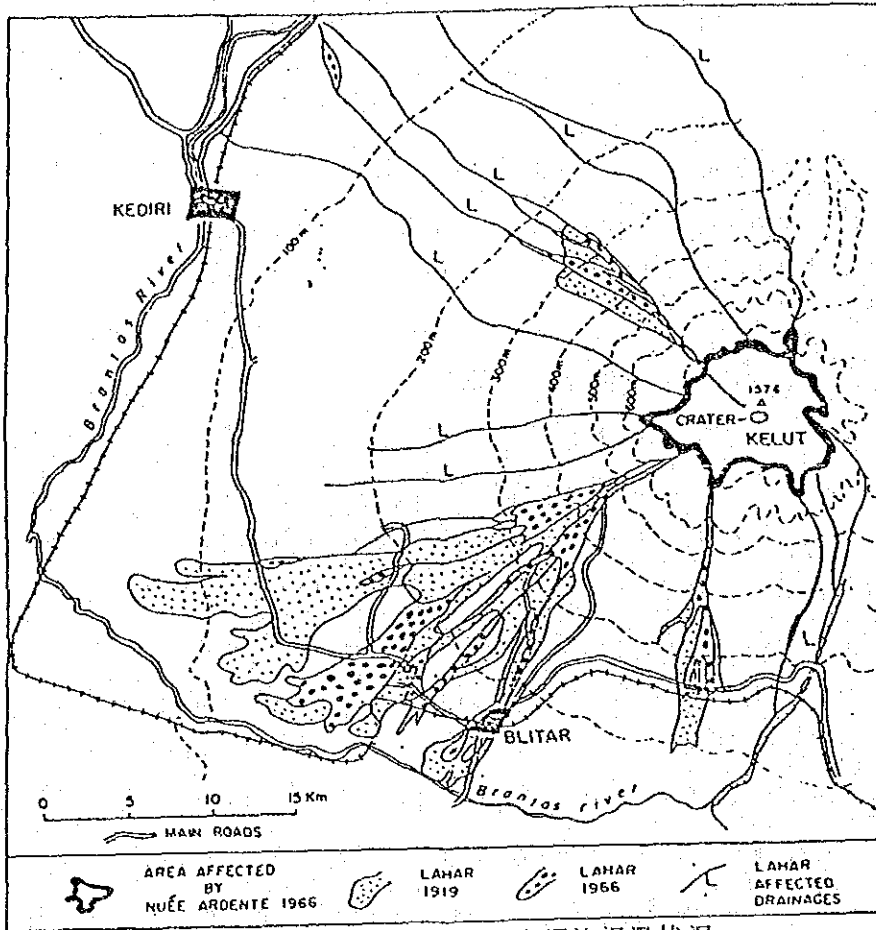 L
L
L
L
L
L
L
L
KEDIRI
Brantas River
100m
200m
300m
400m
500m
600m
1374
CRATER
KELUT
BLITAR
Brantas river
0 5 10 15 Km
MAIN ROADS
AREA AFFECTED
BY
NUÉE ARDENTE 1966
LAHAR
1919
LAHAR
1966
L
LAHAR
AFFECTED
DRAINAGES